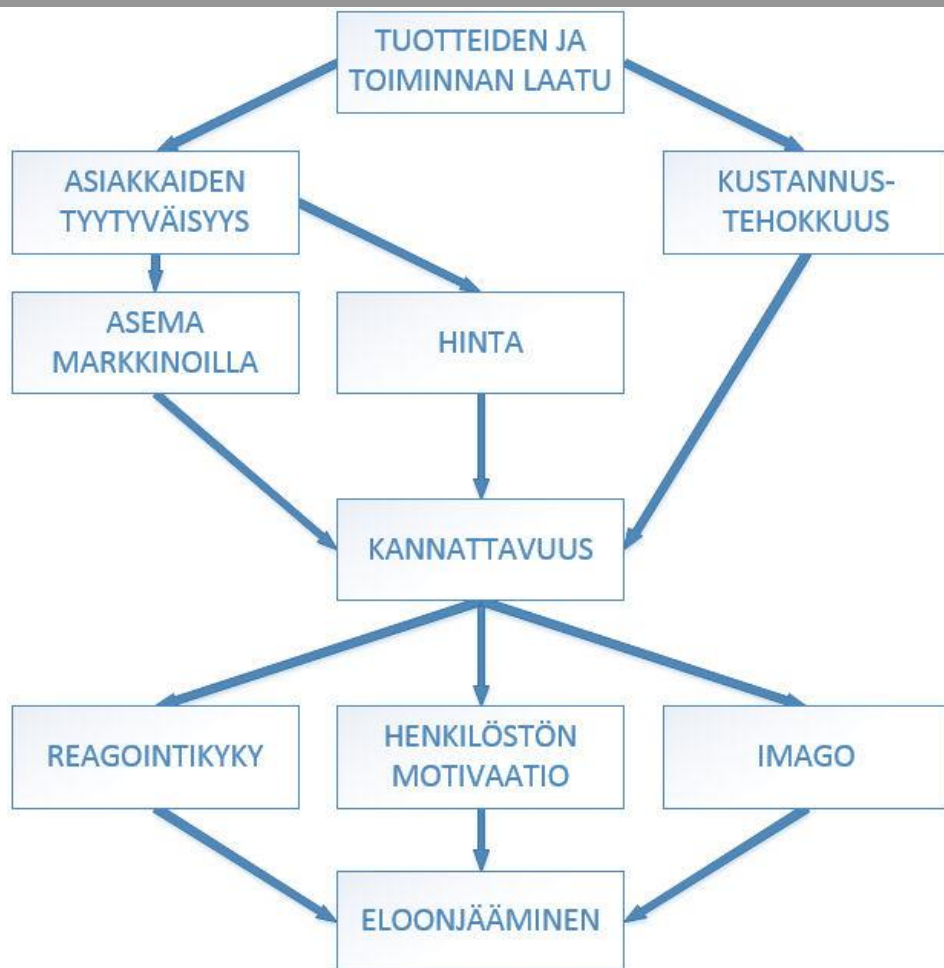 TUOTTEIDEN JA
TOIMINNAN LAATU
ASIAKKAIDEN
TYYTYVÄISYYS
KUSTANNUS-
TEHOKKUUS
ASEMA
MARKKINOILLA
HINTA
KANNATTAVUUS
REAGOINTIKYKY
HENKILÖSTÖN
MOTIVAATIO
IMAGO
ELOONJÄÄMINEN